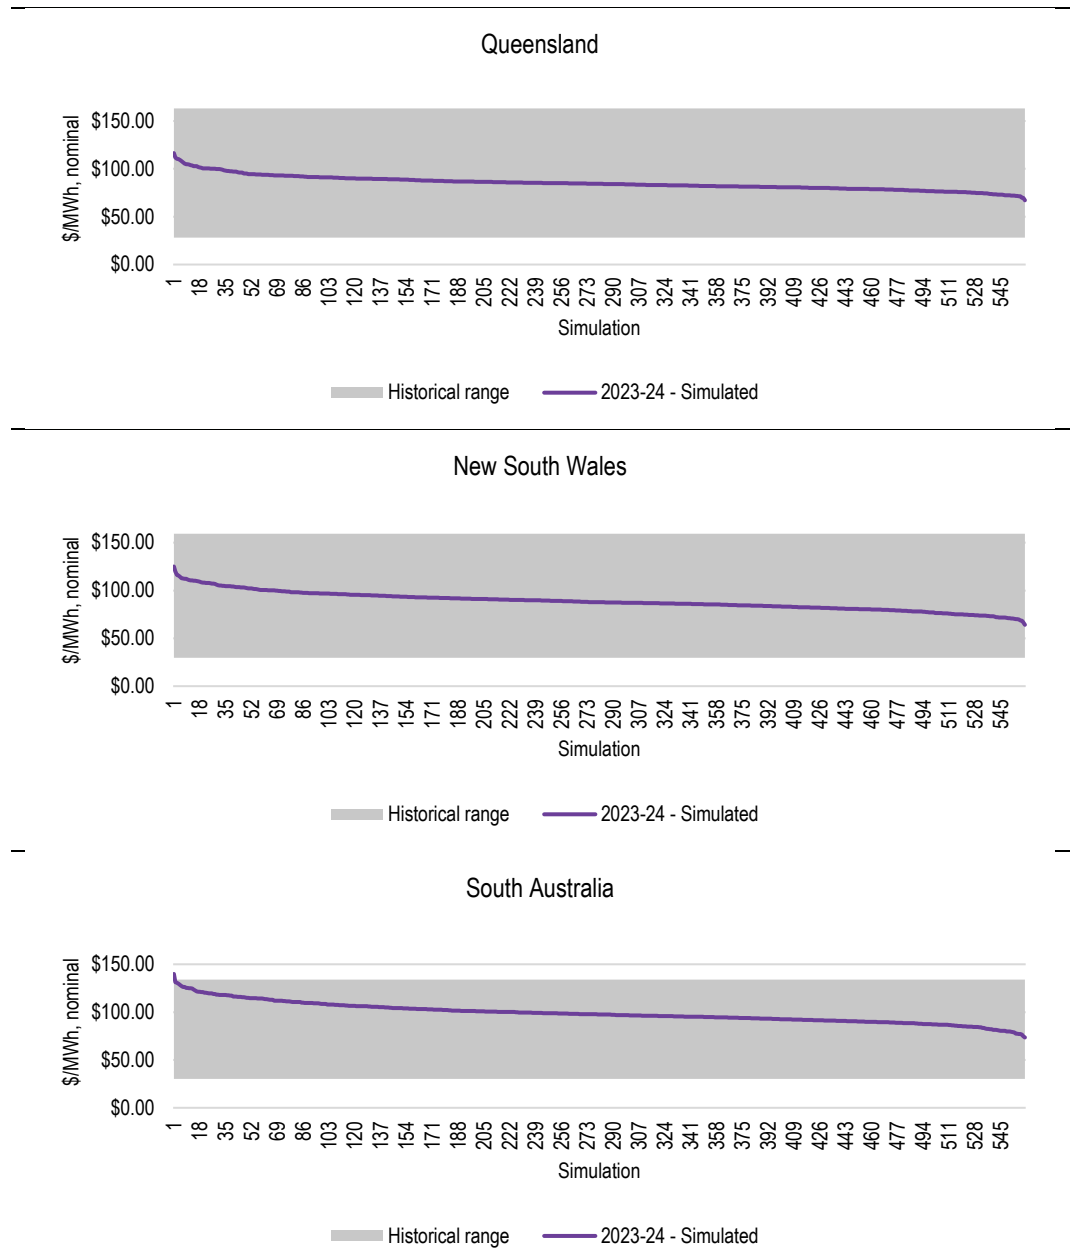 Queensland
$/MWh, nominal
$150.00
$100.00
$50.00
$0.00
1 18 35 52 69 86 103 120 137 154 171 188 205 222 239 256 273 290 307 324 341 358 375 392 409 426 443 460 477 494 511 528 545
Simulation
Historical range 2023-24 - Simulated
New South Wales
$/MWh, nominal
$150.00
$100.00
$50.00
$0.00
1 18 35 52 69 86 103 120 137 154 171 188 205 222 239 256 273 290 307 324 341 358 375 392 409 426 443 460 477 494 511 528 545
Simulation
Historical range 2023-24 - Simulated
South Australia
$/MWh, nominal
$150.00
$100.00
$50.00
$0.00
1 18 35 52 69 86 103 120 137 154 171 188 205 222 239 256 273 290 307 324 341 358 375 392 409 426 443 460 477 494 511 528 545
Simulation
Historical range 2023-24 - Simulated